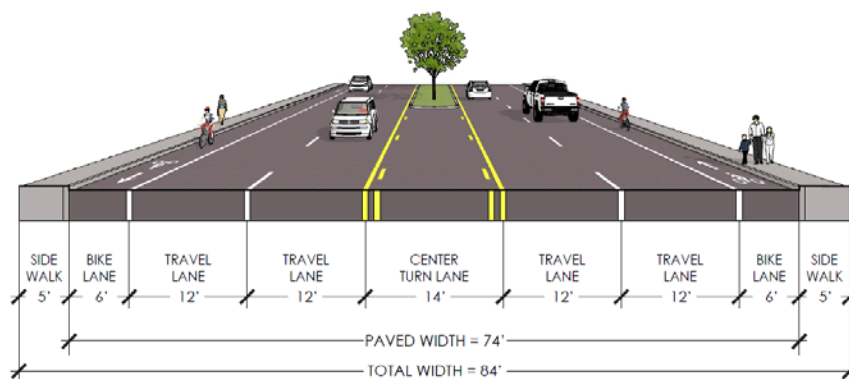 SIDE
WALK
5'
BIKE
LANE
6'
TRAVEL
LANE
12'
TRAVEL
LANE
12'
CENTER
TURN LANE
14'
TRAVEL
LANE
12'
TRAVEL
LANE
12'
BIKE
LANE
6'
SIDE
WALK
5'
PAVED WIDTH = 74'
TOTAL WIDTH = 84'